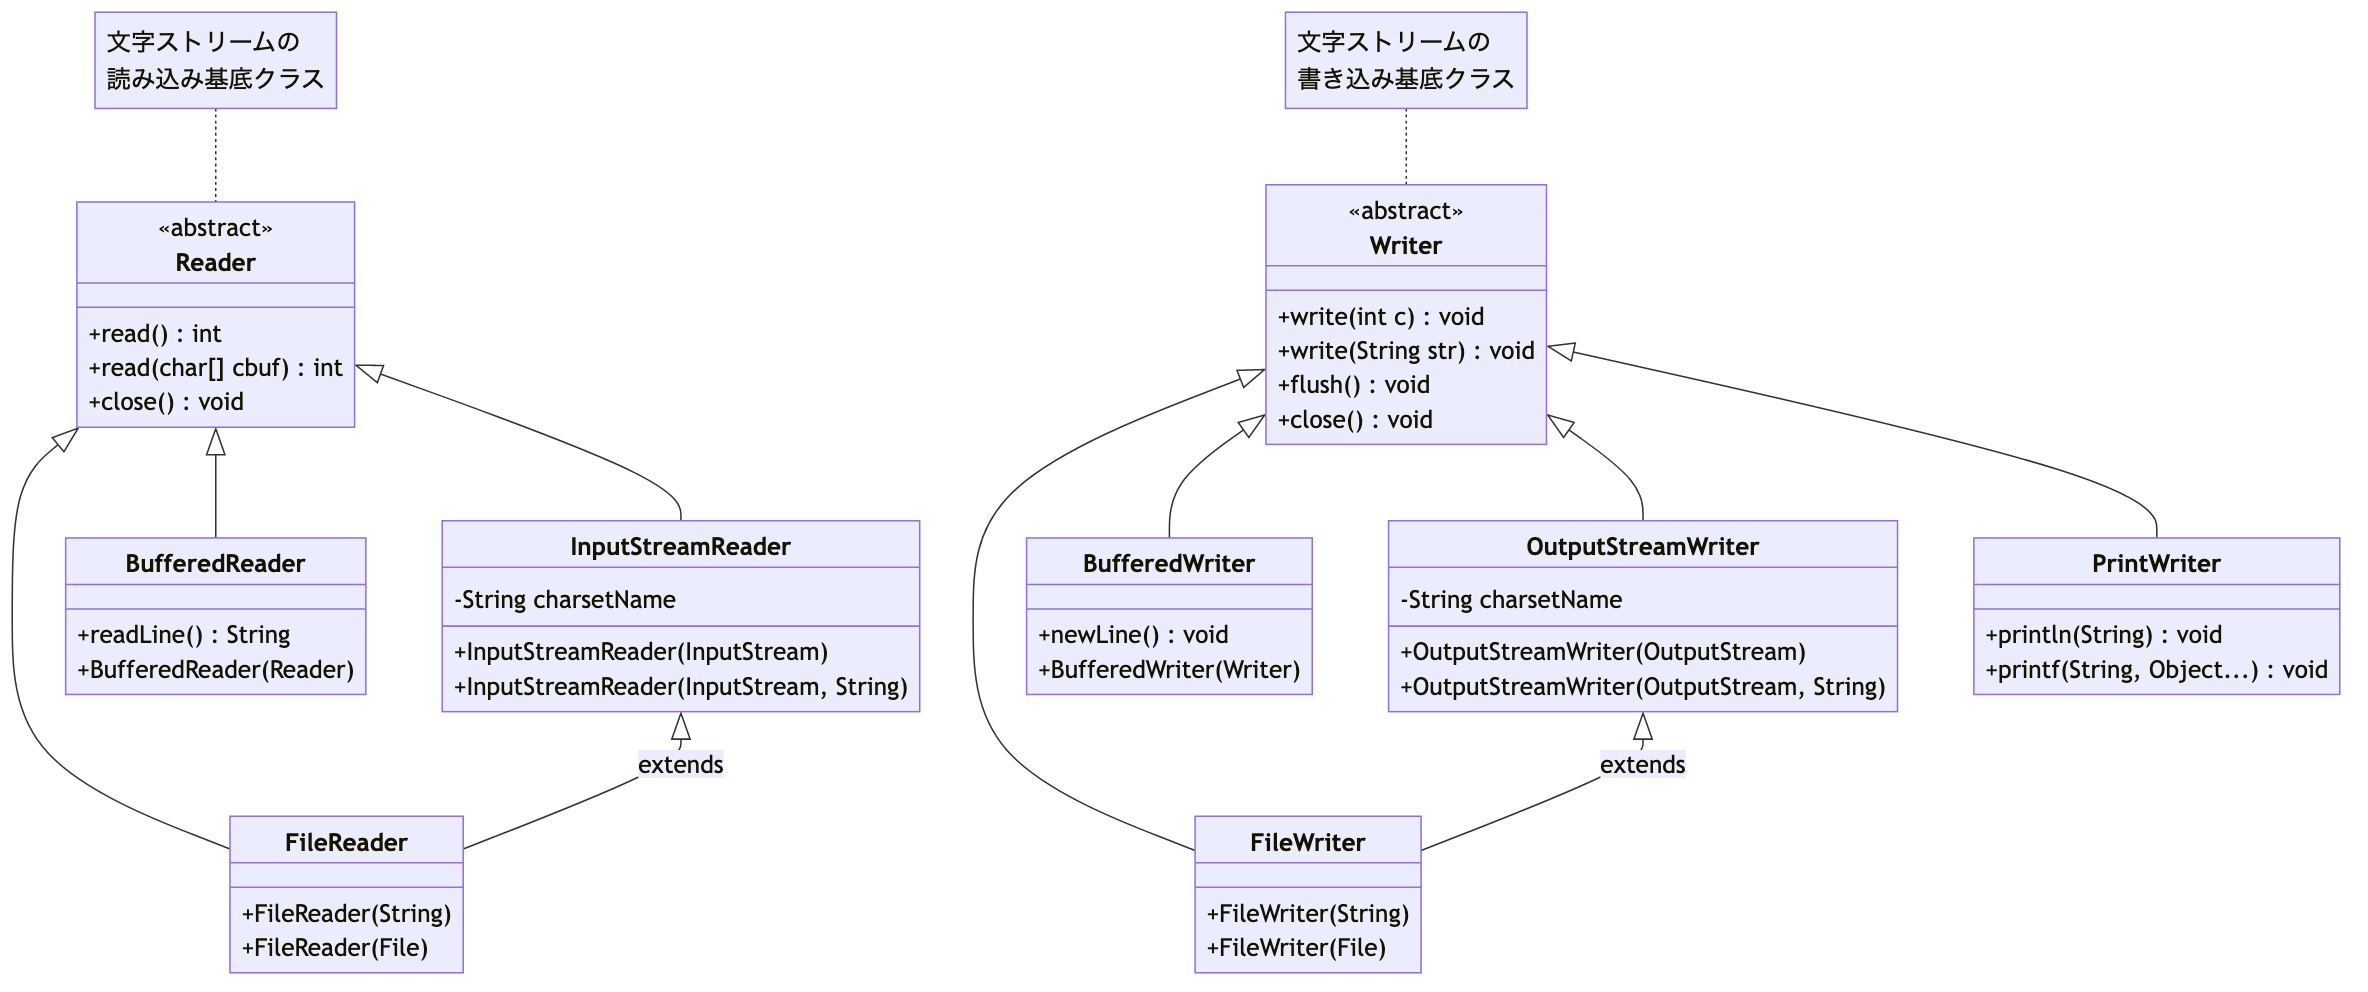 文字ストリームの
読み込み基底クラス
«abstract»
Reader
+read() : int
+read(char[] cbuf) : int
+close() : void
BufferedReader
+readLine() : String
+BufferedReader(Reader)
InputStreamReader
-String charsetName
+InputStreamReader(InputStream)
+InputStreamReader(InputStream, String)
extends
FileReader
+FileReader(String)
+FileReader(File)
文字ストリームの
書き込み基底クラス
«abstract»
Writer
+write(int c) : void
+write(String str) : void
+flush() : void
+close() : void
BufferedWriter
+newLine() : void
+BufferedWriter(Writer)
OutputStreamWriter
-String charsetName
+OutputStreamWriter(OutputStream)
+OutputStreamWriter(OutputStream, String)
PrintWriter
+println(String) : void
+printf(String, Object...) : void
extends
FileWriter
+FileWriter(String)
+FileWriter(File)